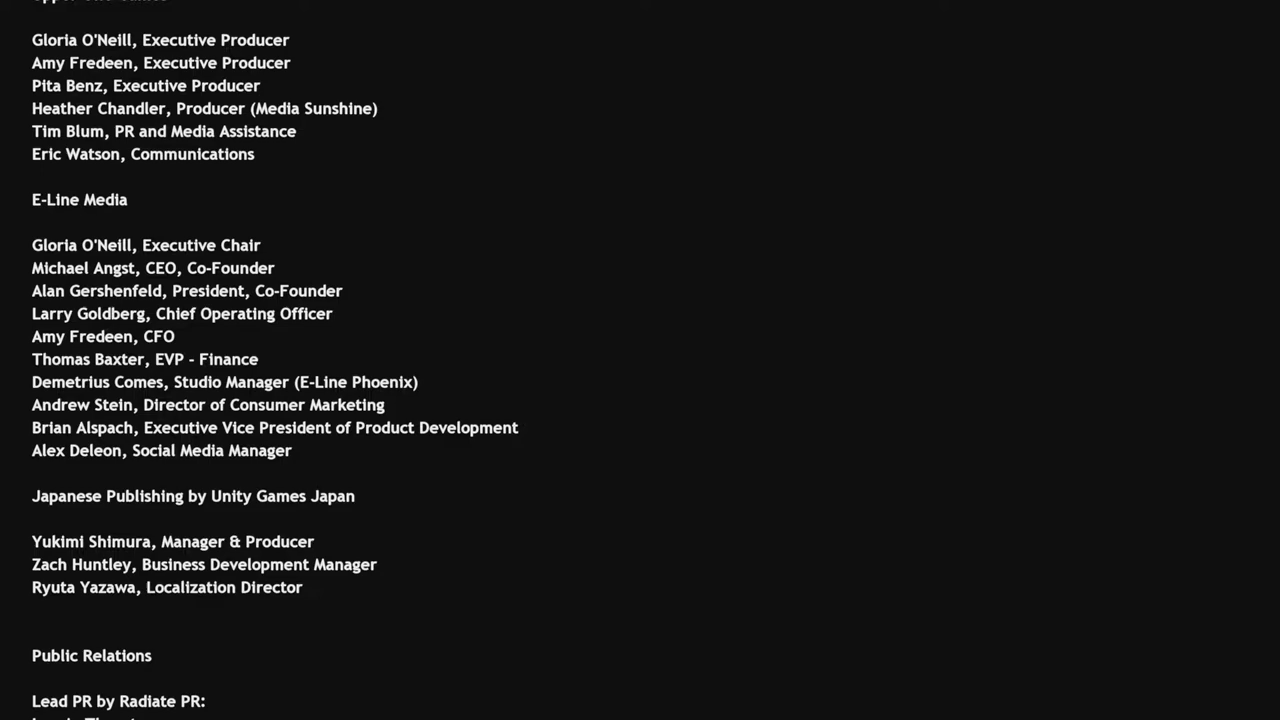 Gloria O'Neill, Executive Producer
Amy Fredeen, Executive Producer
Pita Benz, Executive Producer
Heather Chandler, Producer (Media Sunshine)
Tim Blum, PR and Media Assistance
Eric Watson, Communications
E-Line Media
Gloria O'Neill, Executive Chair
Michael Angst, CEO, Co-Founder
Alan Gershenfeld, President, Co-Founder
Larry Goldberg, Chief Operating Officer
Amy Fredeen, CFO
Thomas Baxter, EVP - Finance
Demetrius Comes, Studio Manager (E-Line Phoenix)
Andrew Stein, Director of Consumer Marketing
Brian Alspach, Executive Vice President of Product Development
Alex Deleon, Social Media Manager
Japanese Publishing by Unity Games Japan
Yukimi Shimura, Manager & Producer
Zach Huntley, Business Development Manager
Ryuta Yazawa, Localization Director
Public Relations
Lead PR by Radiate PR: